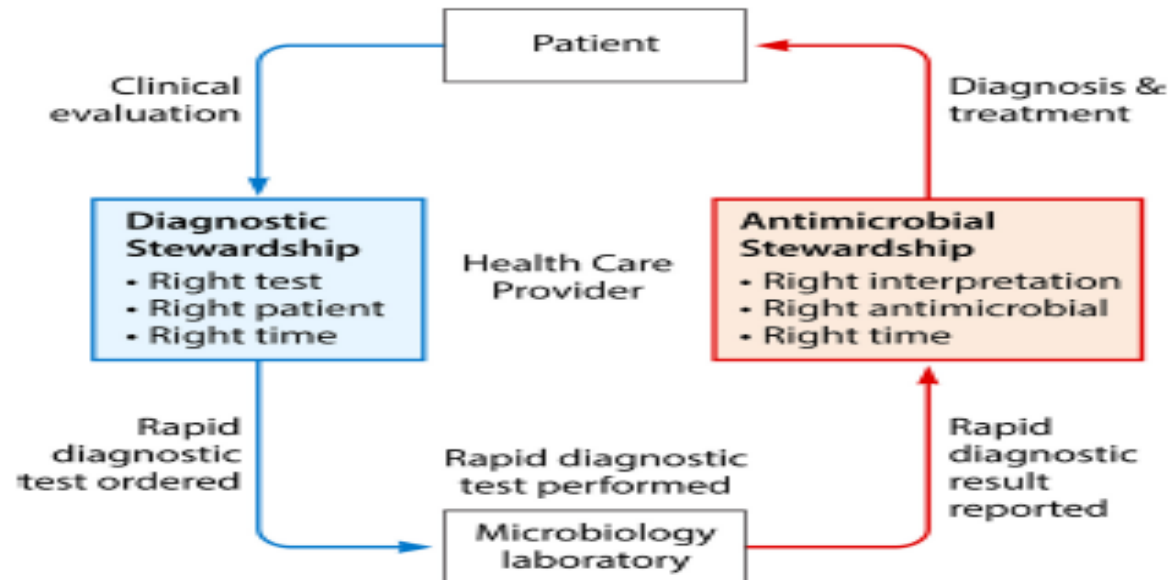 Patient
Clinical
evaluation
Diagnosis &
treatment
Diagnostic
Stewardship
• Right test
• Right patient
• Right time
Health Care
Provider
Antimicrobial
Stewardship
• Right interpretation
• Right antimicrobial
• Right time
Rapid
diagnostic
test ordered
Rapid diagnostic
test performed
Microbiology
laboratory
Rapid
diagnostic
result
reported